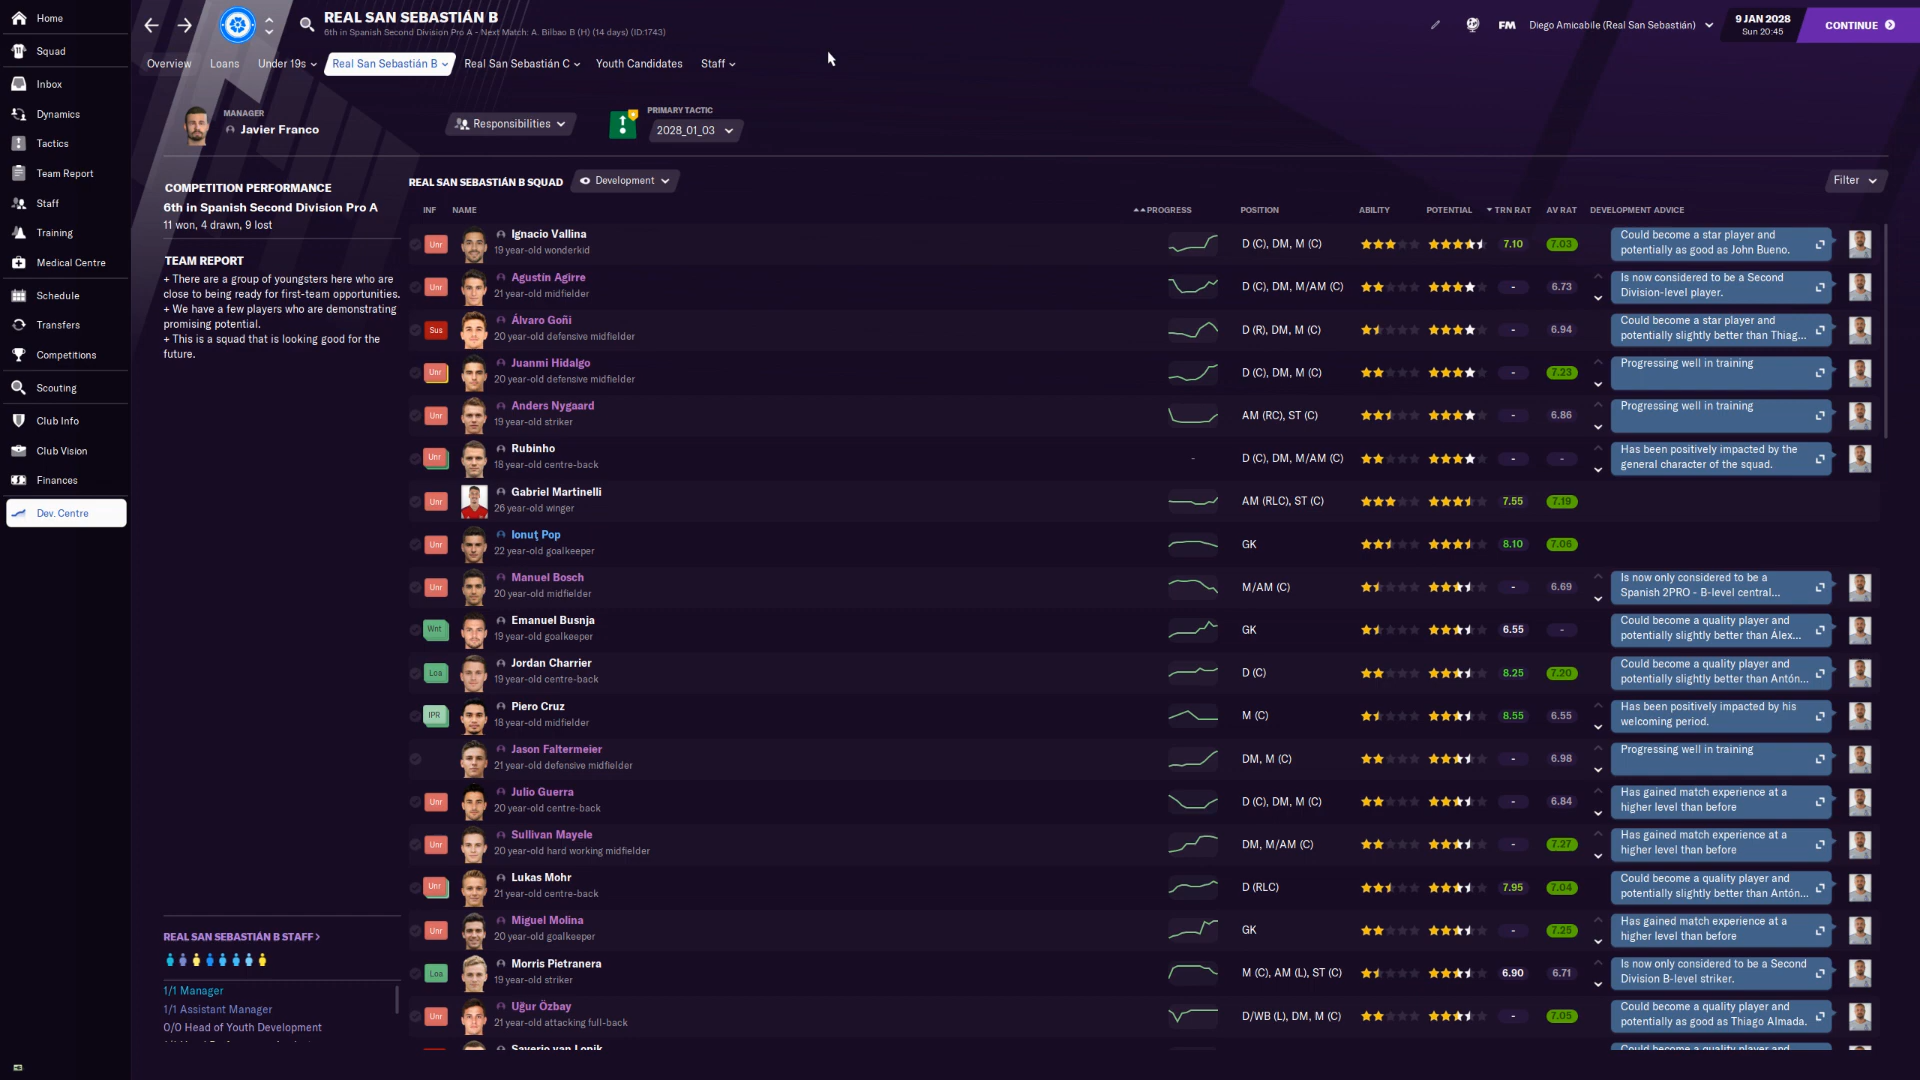 Home
REAL SAN SEBASTIÁN B
6th in Spanish Second Division Pro A - Next Match: A. Bilbao B (H) (14 days) (ID:1743)
FM
Diego Amicabile (Real San Sebastián)
9 JAN 2028
Sun 20:45
CONTINUE
Squad
Overview
Loans
Under 19s
Real San Sebastián B
Real San Sebastián C
Youth Candidates
Staff
Inbox
Dynamics
Tactics
Team Report
Staff
Training
Medical Centre
Schedule
Transfers
Competitions
Scouting
Club Info
Club Vision
Finances
Dev. Centre
MANAGER
Javier Franco
Responsibilities
PRIMARY TACTIC
2028_01_03
COMPETITION PERFORMANCE
6th in Spanish Second Division Pro A
11 won, 4 drawn, 9 lost
TEAM REPORT
+ There are a group of youngsters here who are
close to being ready for first-team opportunities.
+ We have a few players who are demonstrating
promising potential.
+ This is a squad that is looking good for the
future.
REAL SAN SEBASTIÁN B STAFF
1/1 Manager
1/1 Assistant Manager
0/0 Head of Youth Development
REAL SAN SEBASTIÁN B SQUAD
Development
Filter
INF NAME PROGRESS POSITION ABILITY POTENTIAL TRN RAT AV RAT DEVELOPMENT ADVICE
Unr Ignacio Vallina D (C), DM, M (C) 7.10 7.03
19 year-old wonderkid
Could become a star player and
potentially as good as John Bueno.
Unr Agustín Agirre D (C), DM, M/AM (C) - 6.73
21 year-old midfielder
Is now considered to be a Second
Division-level player.
Sus Álvaro Goñi D (R), DM, M (C) - 6.94
20 year-old defensive midfielder
Could become a star player and
potentially slightly better than Thiag...
Unr Juanmi Hidalgo D (C), DM, M (C) - 7.23
20 year-old defensive midfielder
Progressing well in training
Unr Anders Nygaard AM (RC), ST (C) - 6.86
19 year-old striker
Progressing well in training
Unr Rubinho - D (C), DM, M/AM (C) - -
18 year-old centre-back
Has been positively impacted by the
general character of the squad.
Unr Gabriel Martinelli AM (RLC), ST (C) 7.55 7.19
26 year-old winger
Unr Ionuț Pop GK 8.10 7.06
22 year-old goalkeeper
Unr Manuel Bosch M/AM (C) - 6.69
20 year-old midfielder
Is now only considered to be a
Spanish 2PRO - B-level central...
Wnt Emanuel Busnja GK 6.55 -
19 year-old goalkeeper
Could become a quality player and
potentially slightly better than Álex...
Loa Jordan Charrier D (C) 8.25 7.20
19 year-old centre-back
Could become a quality player and
potentially slightly better than Antón...
IPR Piero Cruz M (C) 8.55 6.55
18 year-old midfielder
Has been positively impacted by his
welcoming period.
Jason Faltermeier DM, M (C) - 6.98
21 year-old defensive midfielder
Progressing well in training
Unr Julio Guerra D (C), DM, M (C) - 6.84
20 year-old centre-back
Has gained match experience at a
higher level than before
Unr Sullivan Mayele DM, M/AM (C) - 7.27
20 year-old hard working midfielder
Has gained match experience at a
higher level than before
Unr Lukas Mohr D (RLC) 7.95 7.04
21 year-old centre-back
Could become a quality player and
potentially slightly better than Antón...
Unr Miguel Molina GK - 7.25
20 year-old goalkeeper
Has gained match experience at a
higher level than before
Loa Morris Pietranera M (C), AM (L), ST (C) 6.90 6.71
19 year-old striker
Is now only considered to be a Second
Division B-level striker.
Unr Uğur Özbay D/WB (L), DM, M (C) - 7.05
21 year-old attacking full-back
Could become a quality player and
potentially as good as Thiago Almada.
Could become a quality player and